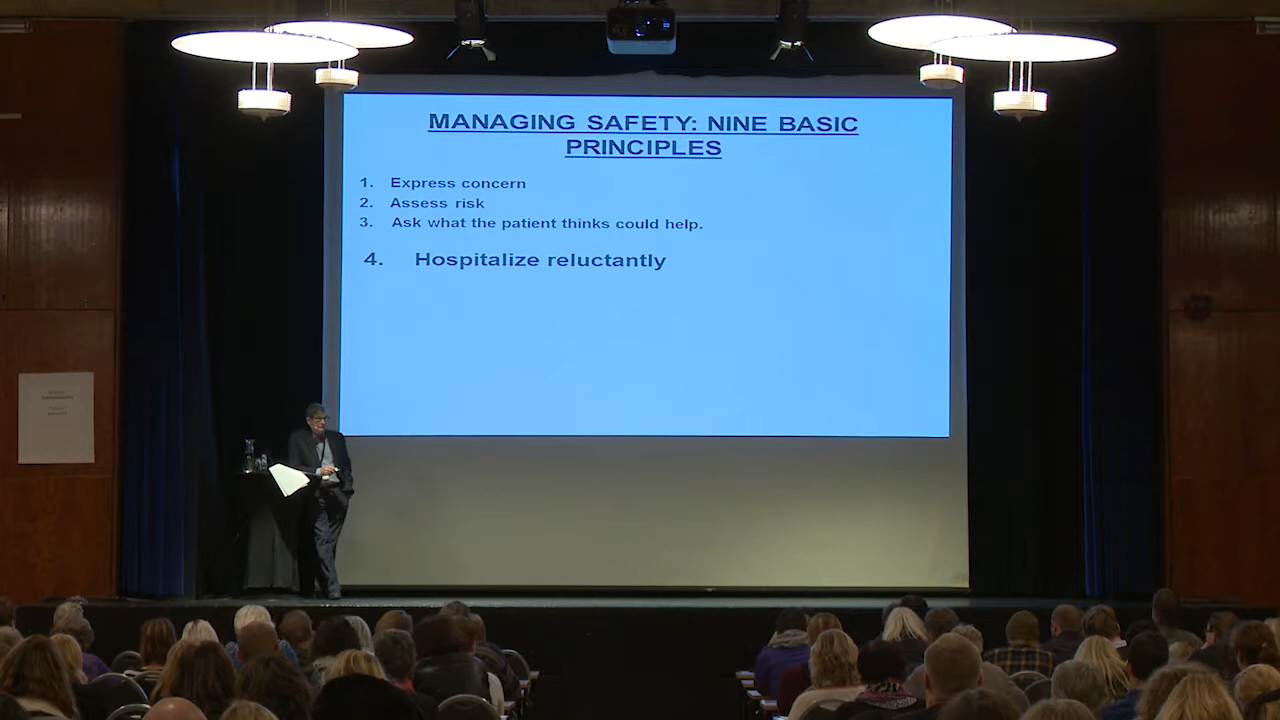 MANAGING SAFETY: NINE BASIC
PRINCIPLES
1. Express concern
2. Assess risk
3. Ask what the patient thinks could help.
4. Hospitalize reluctantly